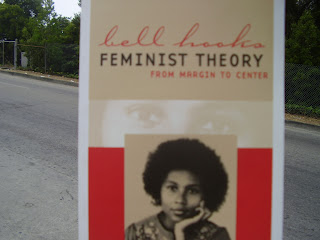 bell hooks
FEMINIST THEORY
FROM MARGIN TO CENTER